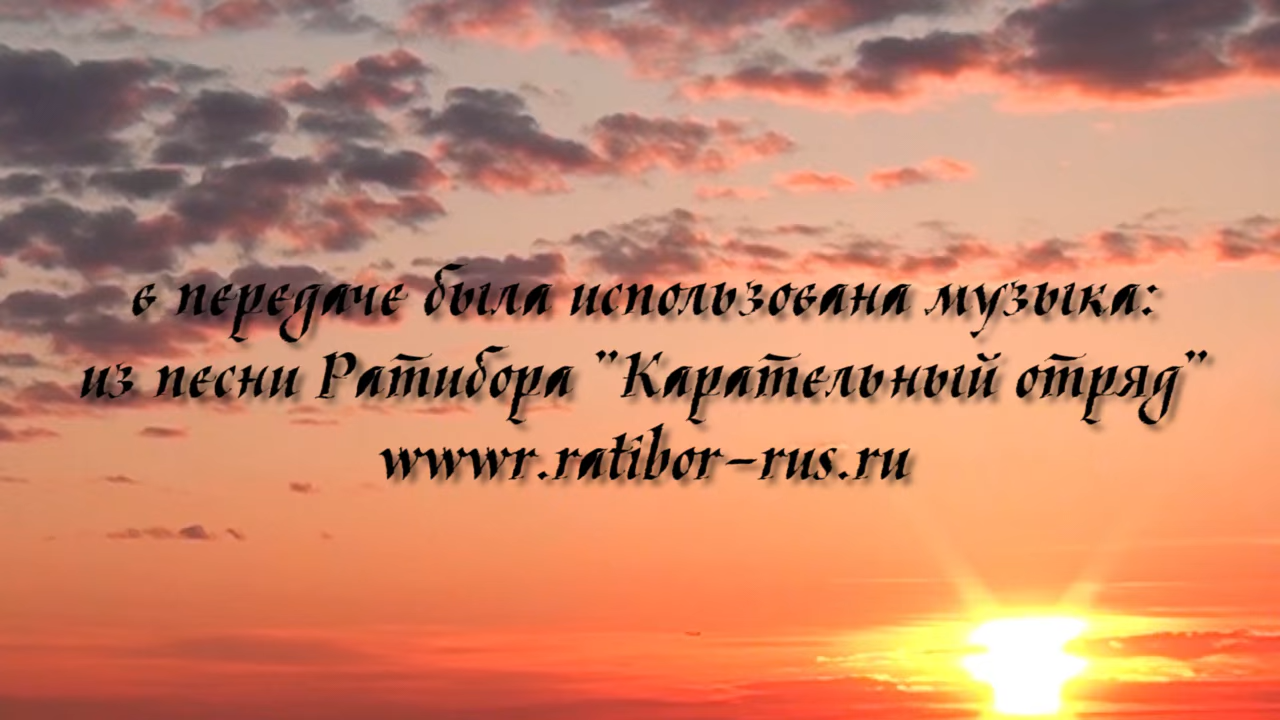 в передаче была использована музыка:
из песни Ратибора "Карательный отряд"
wwwr.ratibor-rus.ru